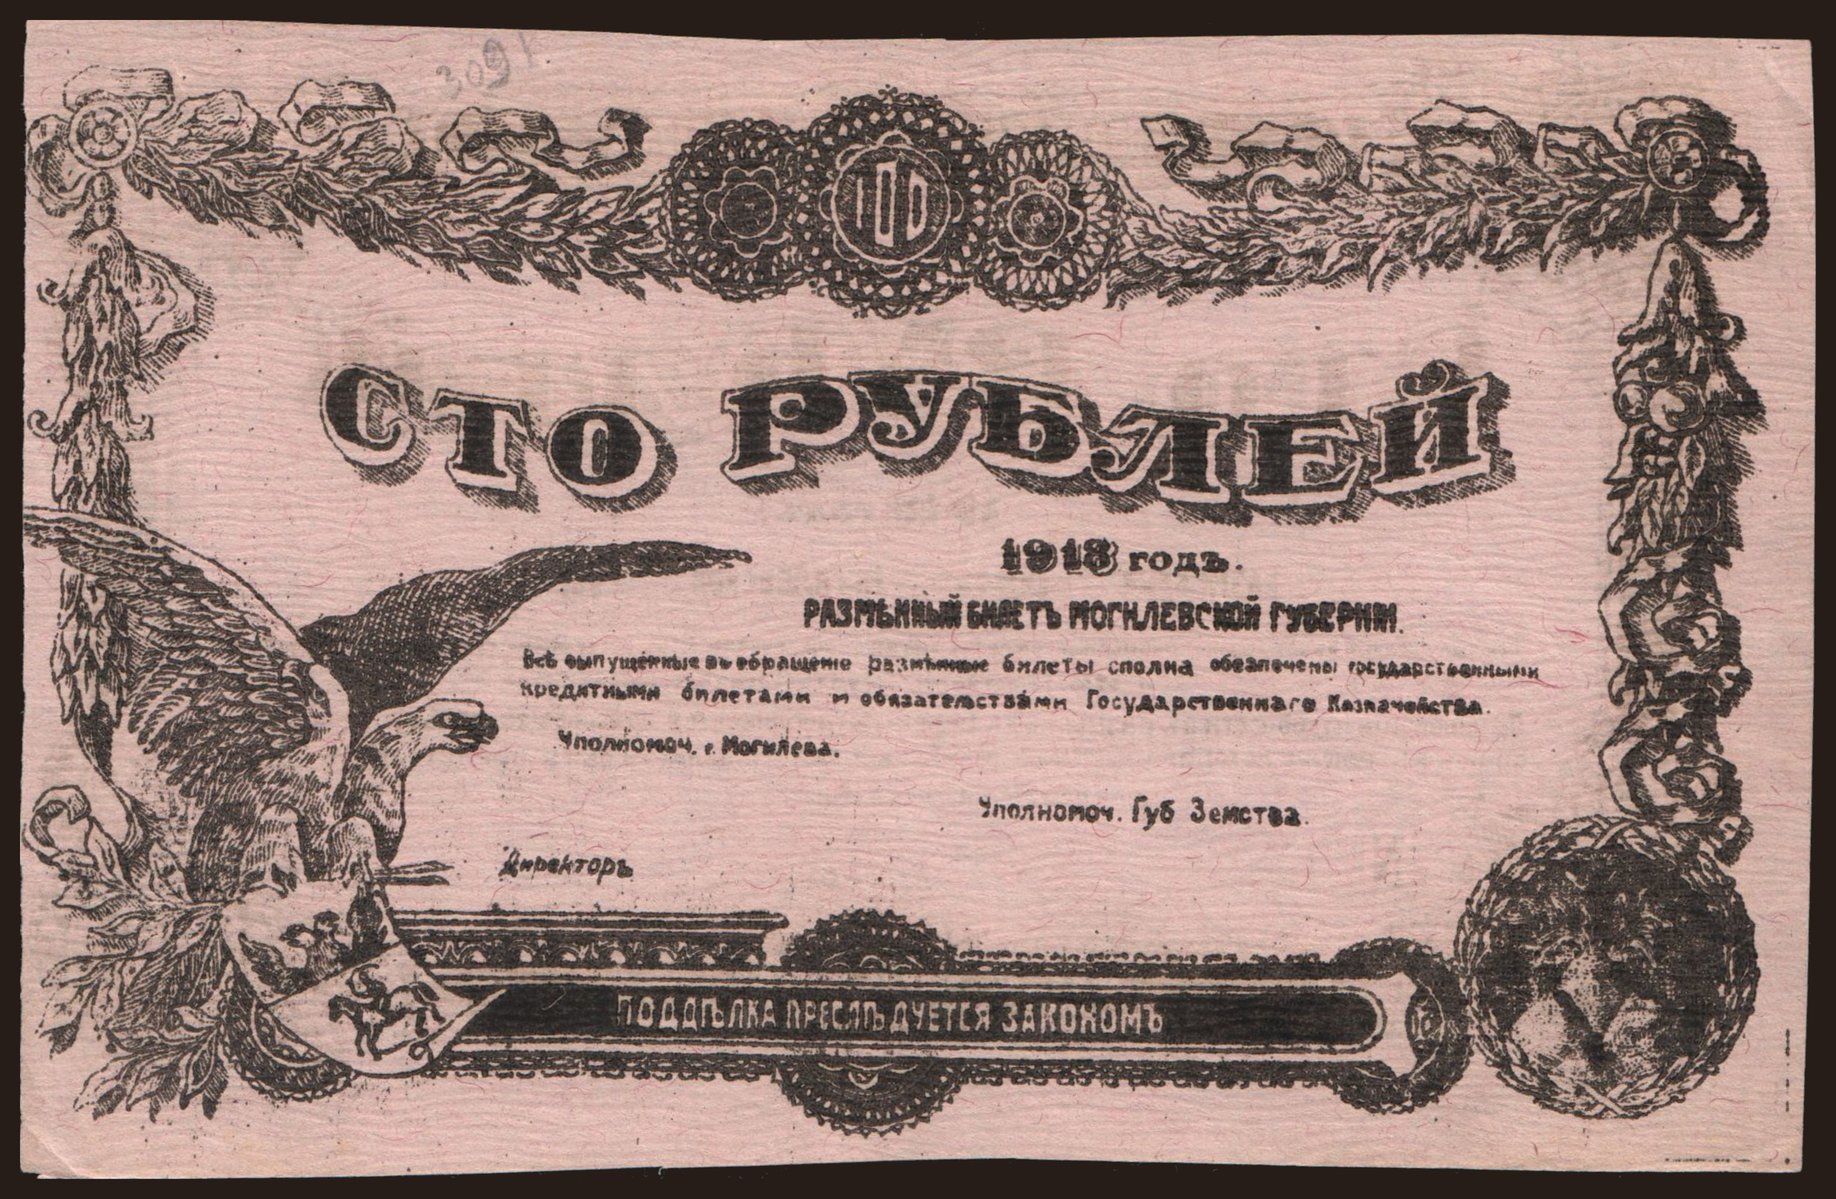 3091
100
СТО РУБЛЕЙ
1918 годъ.
РАЗМѢННЫЙ БИЛЕТЪ МОГИЛЕВСКОЙ ГУБЕРНІИ.
Всѣ выпущенные въ обращеніе размѣнные билеты сполна обезпечены государственными
кредитными билетами и обязательствами Государственнаго Казначейства.
Уполномоч. г. Могилева.
Уполномоч. Губ Земства.
Директоръ
ПОДДѢЛКА ПРЕСЛѢДУЕТСЯ ЗАКОНОМЪ